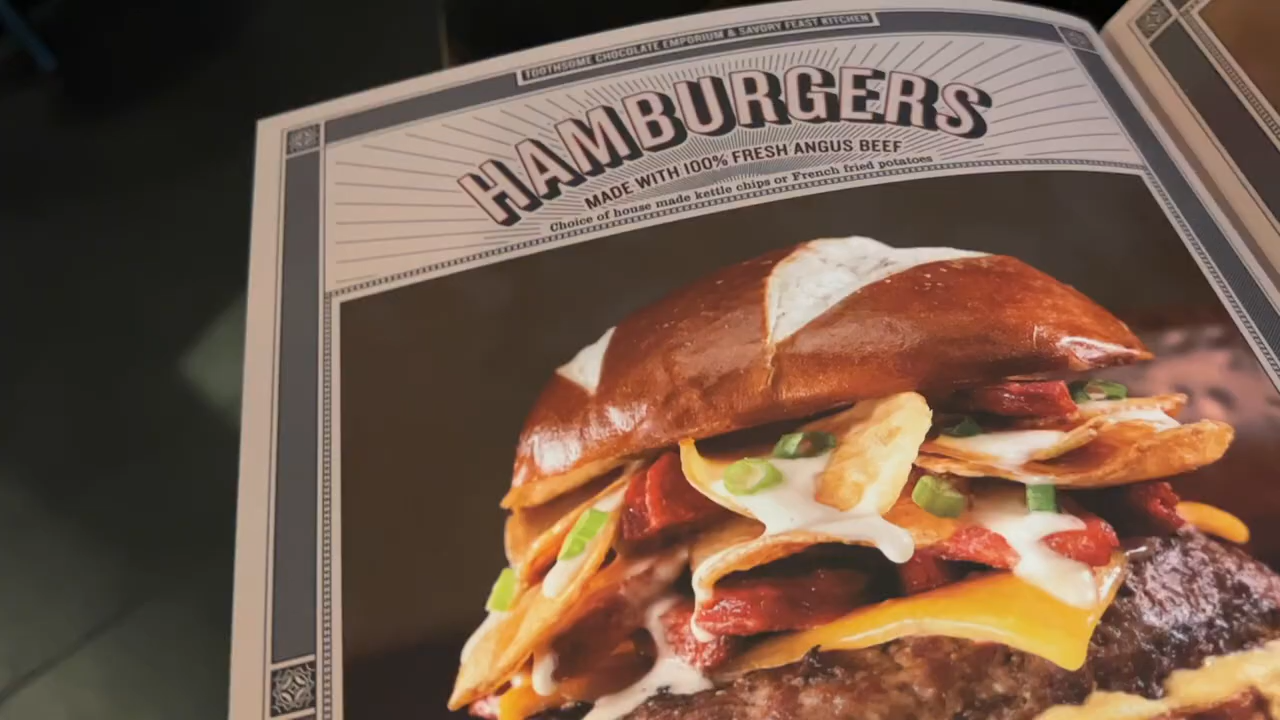 TOOTHSOME CHOCOLATE EMPORIUM & SAVORY FEAST KITCHEN
HAMBURGERS
MADE WITH 100% FRESH ANGUS BEEF
Choice of house made kettle chips or French fried potatoes